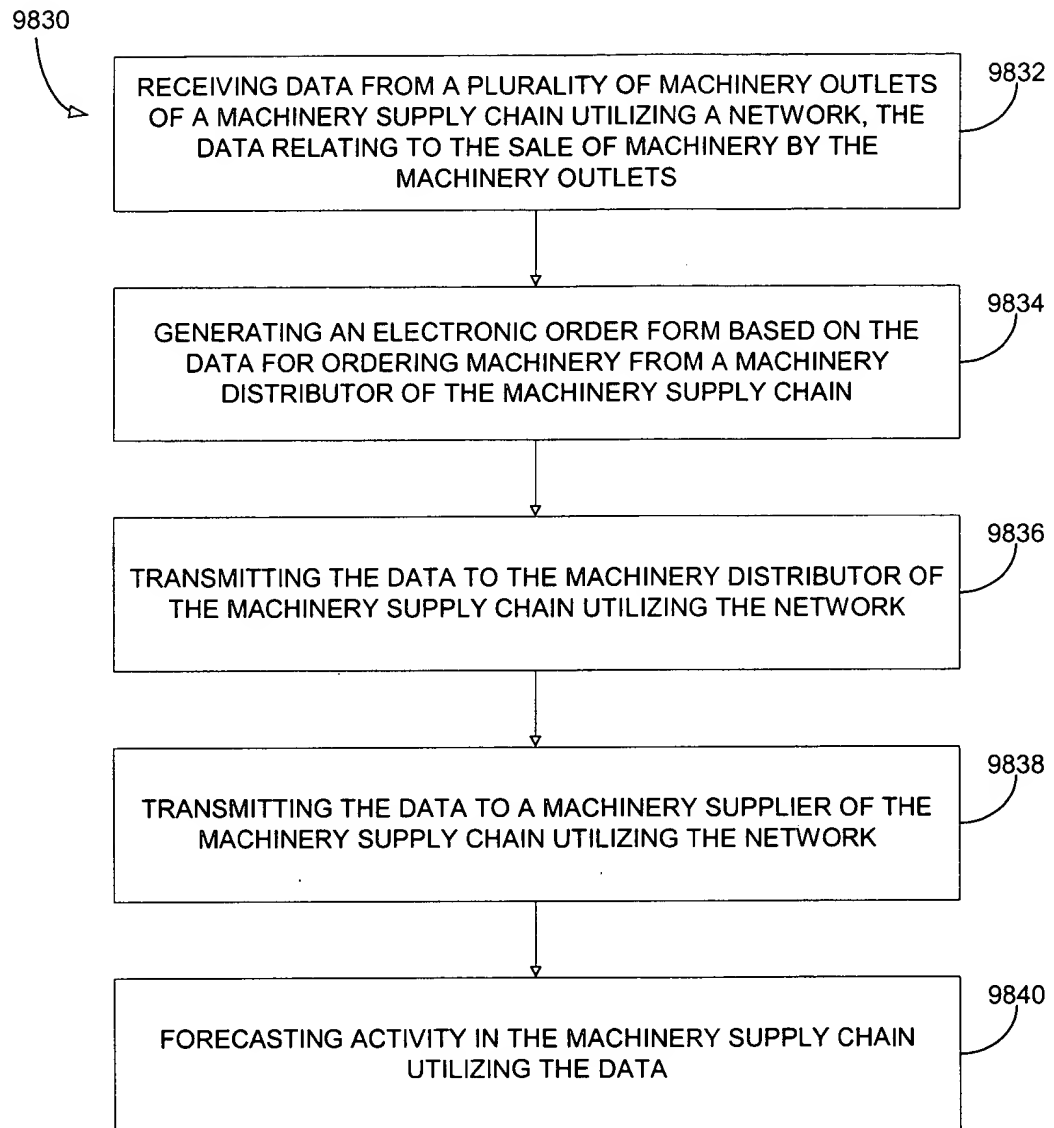 9830
9832
RECEIVING DATA FROM A PLURALITY OF MACHINERY OUTLETS
OF A MACHINERY SUPPLY CHAIN UTILIZING A NETWORK, THE
DATA RELATING TO THE SALE OF MACHINERY BY THE
MACHINERY OUTLETS
9834
GENERATING AN ELECTRONIC ORDER FORM BASED ON THE
DATA FOR ORDERING MACHINERY FROM A MACHINERY
DISTRIBUTOR OF THE MACHINERY SUPPLY CHAIN
9836
TRANSMITTING THE DATA TO THE MACHINERY DISTRIBUTOR OF
THE MACHINERY SUPPLY CHAIN UTILIZING THE NETWORK
9838
TRANSMITTING THE DATA TO A MACHINERY SUPPLIER OF THE
MACHINERY SUPPLY CHAIN UTILIZING THE NETWORK
9840
FORECASTING ACTIVITY IN THE MACHINERY SUPPLY CHAIN
UTILIZING THE DATA